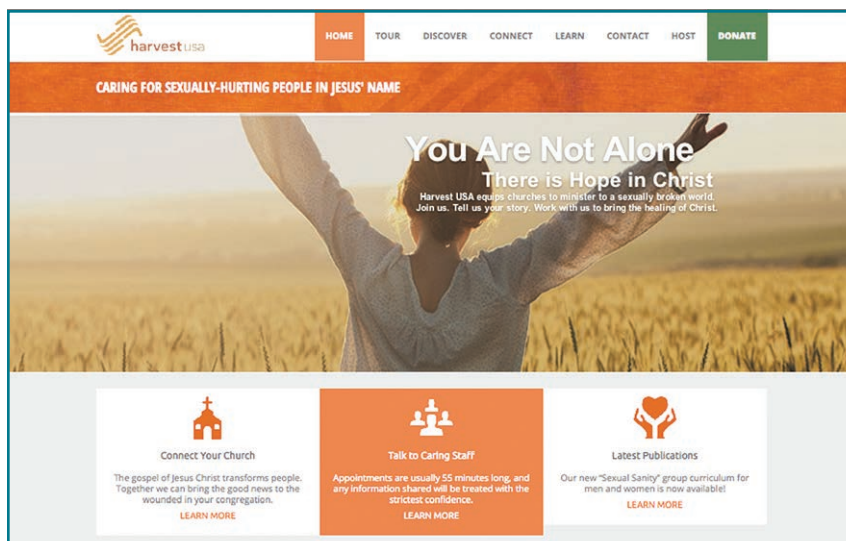 harvest usa
HOME TOUR DISCOVER CONNECT LEARN CONTACT HOST DONATE
CARING FOR SEXUALLY-HURTING PEOPLE IN JESUS' NAME
You Are Not Alone
There is Hope in Christ
Harvest USA equips churches to minister to a sexually broken world.
Join us. Tell us your story. Work with us to bring the healing of Christ.
Connect Your Church
The gospel of Jesus Christ transforms people.
Together we can bring the good news to the
wounded in your congregation.
LEARN MORE
Talk to Caring Staff
Appointments are usually 55 minutes long, and
any information shared will be treated with the
strictest confidence.
LEARN MORE
Latest Publications
Our new "Sexual Sanity" group curriculum for
men and women is now available!
LEARN MORE